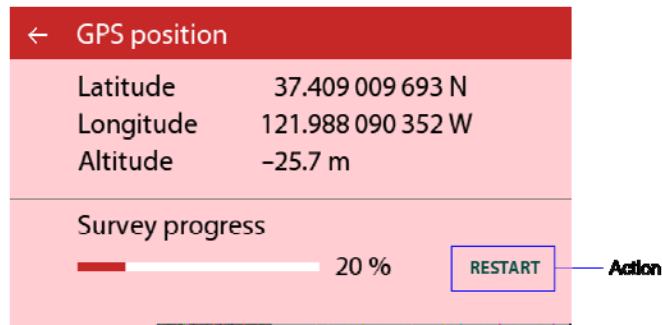 ← GPS position
Latitude 37.409 009 693 N
Longitude 121.988 090 352 W
Altitude –25.7 m
Survey progress
20 % RESTART Action